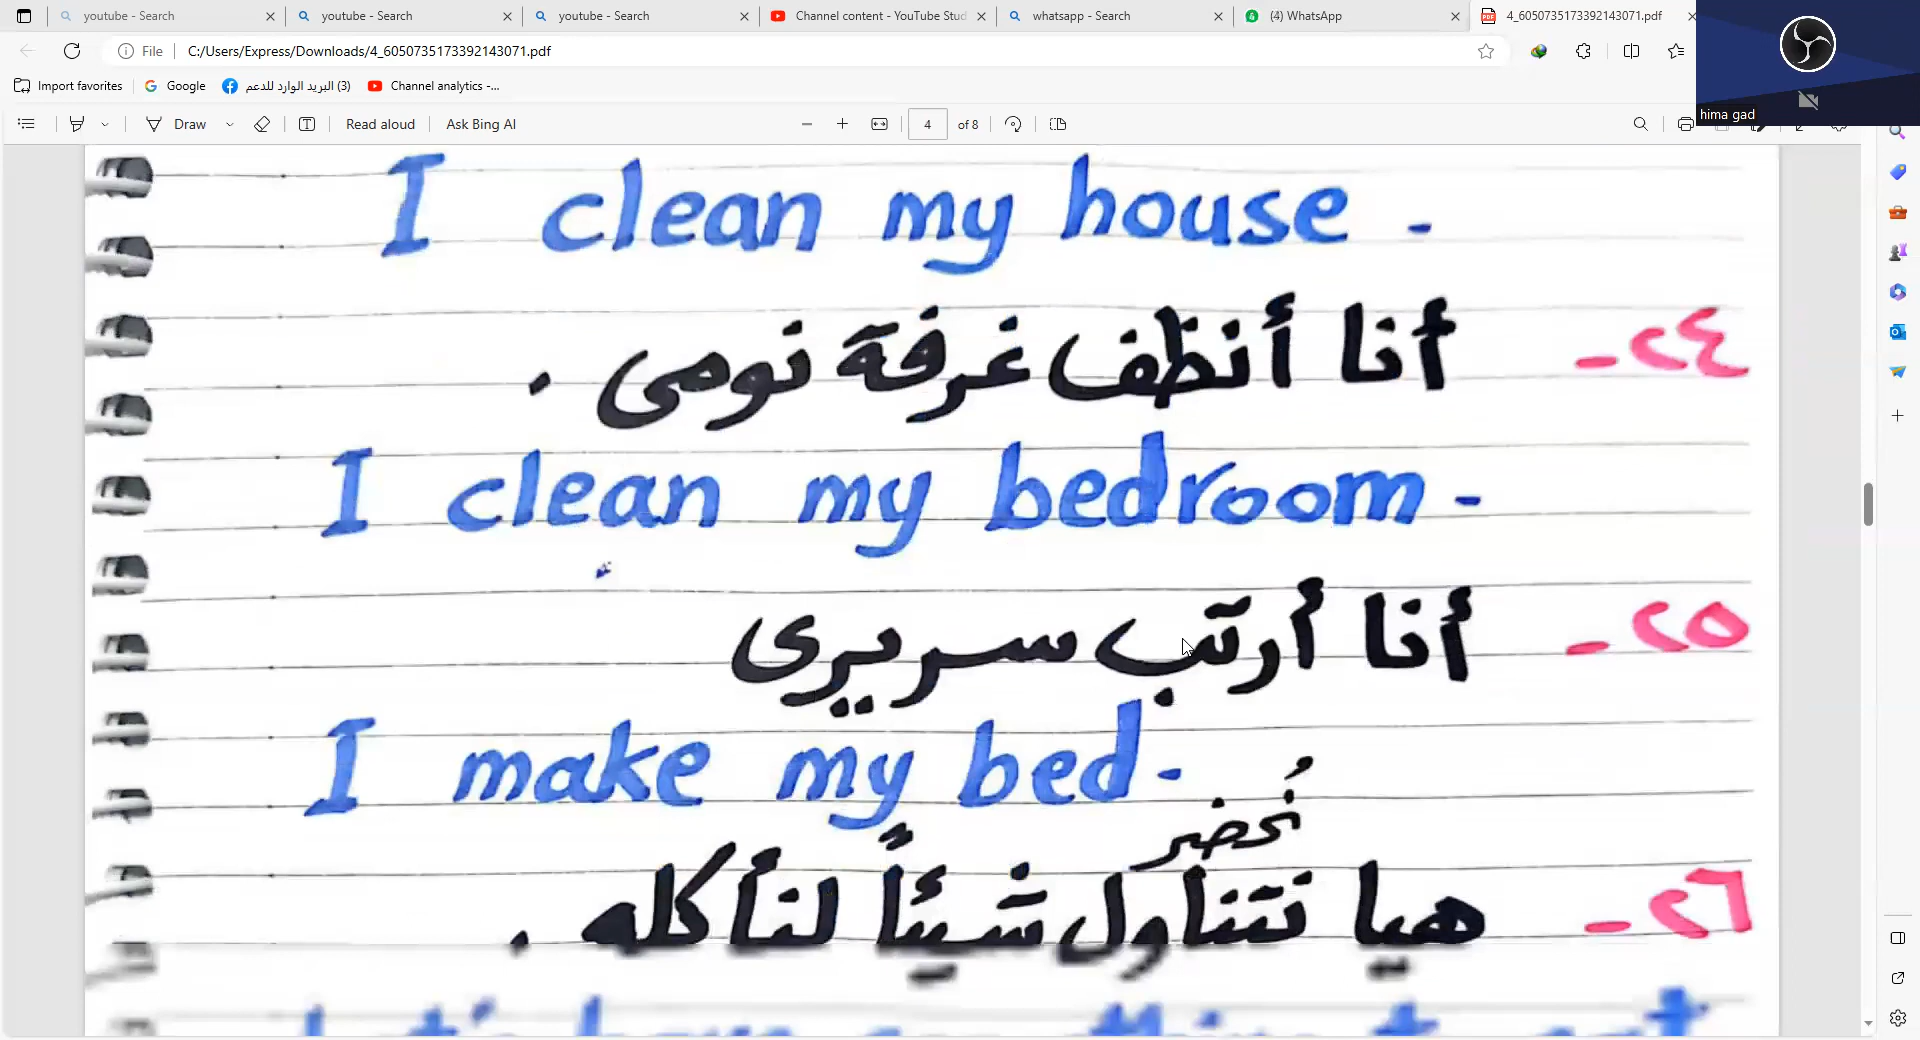 youtube - Search
youtube - Search
youtube - Search
Channel content - YouTube Stud
whatsapp - Search
(4) WhatsApp
4_6050735173392143071.pdf
File C:/Users/Express/Downloads/4_6050735173392143071.pdf
Import favorites
Google
(3) البريد الوارد للدعم
Channel analytics -...
hima gad
Draw
Read aloud
Ask Bing AI
4 of 8
I clean my house .
٢٤- أنا أنظف غرفة نومى .
I clean my bedroom .
٢٥- أنا أرتب سريرى
I make my bed .
نُحضر
٢٦- هيا نتناول شيئاً لنأكله .